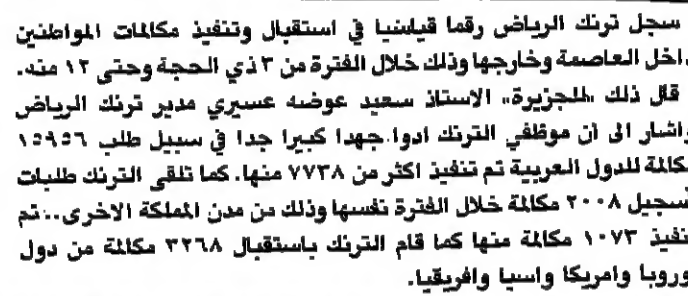 سجل ترنك الرياض رقما قياسيا في استقبال وتنفيذ مكالمات المواطنين
داخل العاصمة وخارجها وذلك خلال الفترة من ٣ ذي الحجة وحتى ١٢ منه.
قال ذلك «للجزيرة» الاستاذ سعيد عوضه عسيري مدير ترنك الرياض
واشار الى أن موظفي الترنك ادوا جهدا كبيرا جدا في سبيل طلب ١٥٩٥٦
مكالمة للدول العربية تم تنفيذ اكثر من ٧٧٣٨ منها. كما تلقى الترنك طلبات
تسجيل ٢٠٠٨ مكالمة خلال الفترة نفسها وذلك من مدن المملكة الاخرى.. تم
تنفيذ ١٠٧٣ مكالمة منها كما قام الترنك باستقبال ٣٢٦٨ مكالمة من دول
اوروبا وامريكا واسيا وافريقيا.